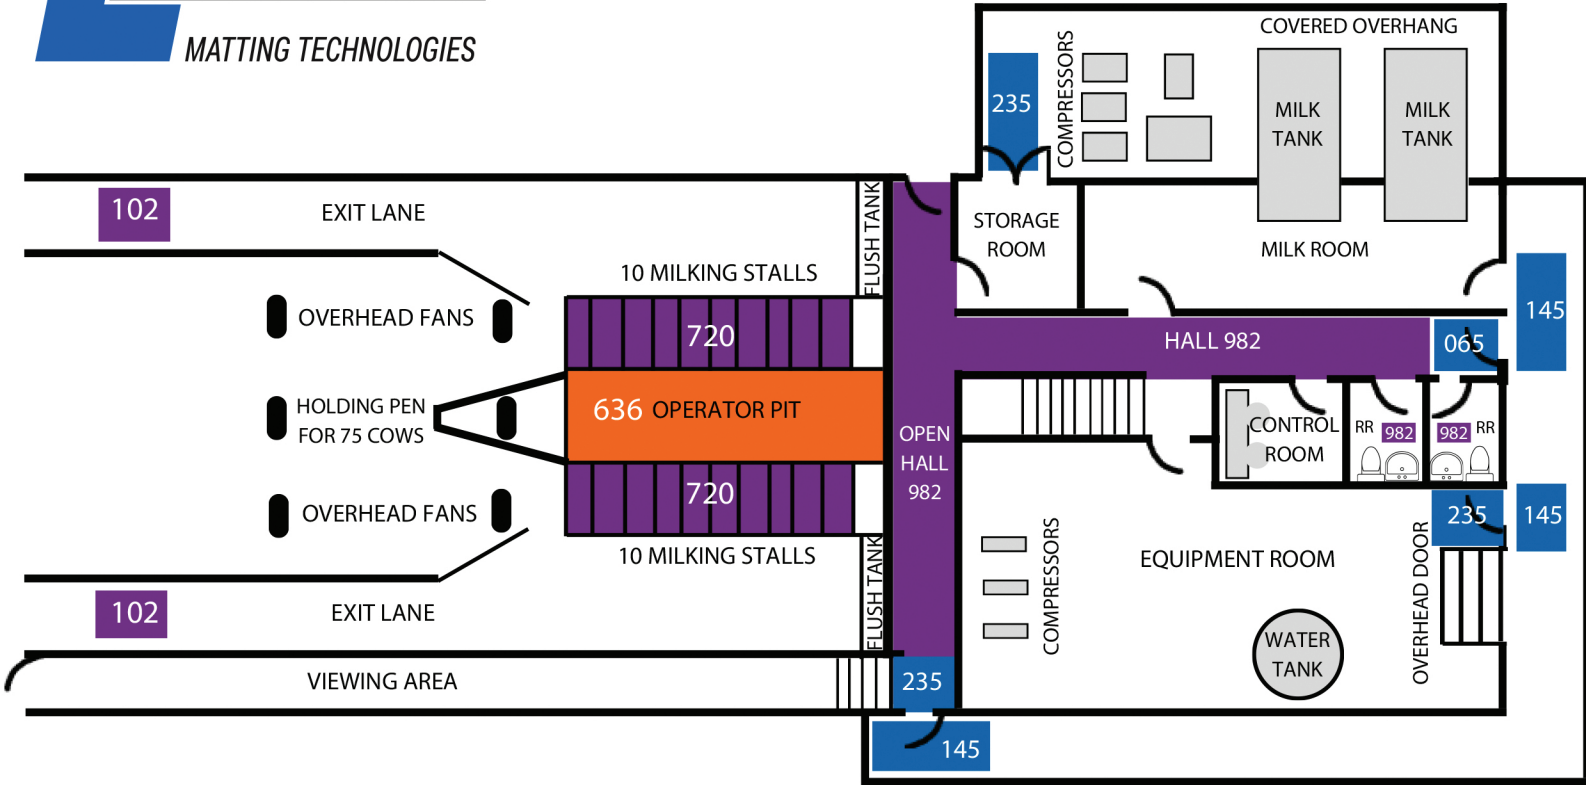 MATTING TECHNOLOGIES
COVERED OVERHANG
COMPRESSORS
235
MILK
TANK
MILK
TANK
102
EXIT LANE
FLUSH TANK
STORAGE
ROOM
MILK ROOM
10 MILKING STALLS
OVERHEAD FANS
720
HALL 982
065
145
HOLDING PEN
FOR 75 COWS
636 OPERATOR PIT
OPEN
HALL
982
CONTROL
ROOM
RR 982
982 RR
OVERHEAD FANS
720
235
145
10 MILKING STALLS
FLUSH TANK
COMPRESSORS
EQUIPMENT ROOM
OVERHEAD DOOR
102
EXIT LANE
WATER
TANK
VIEWING AREA
235
145